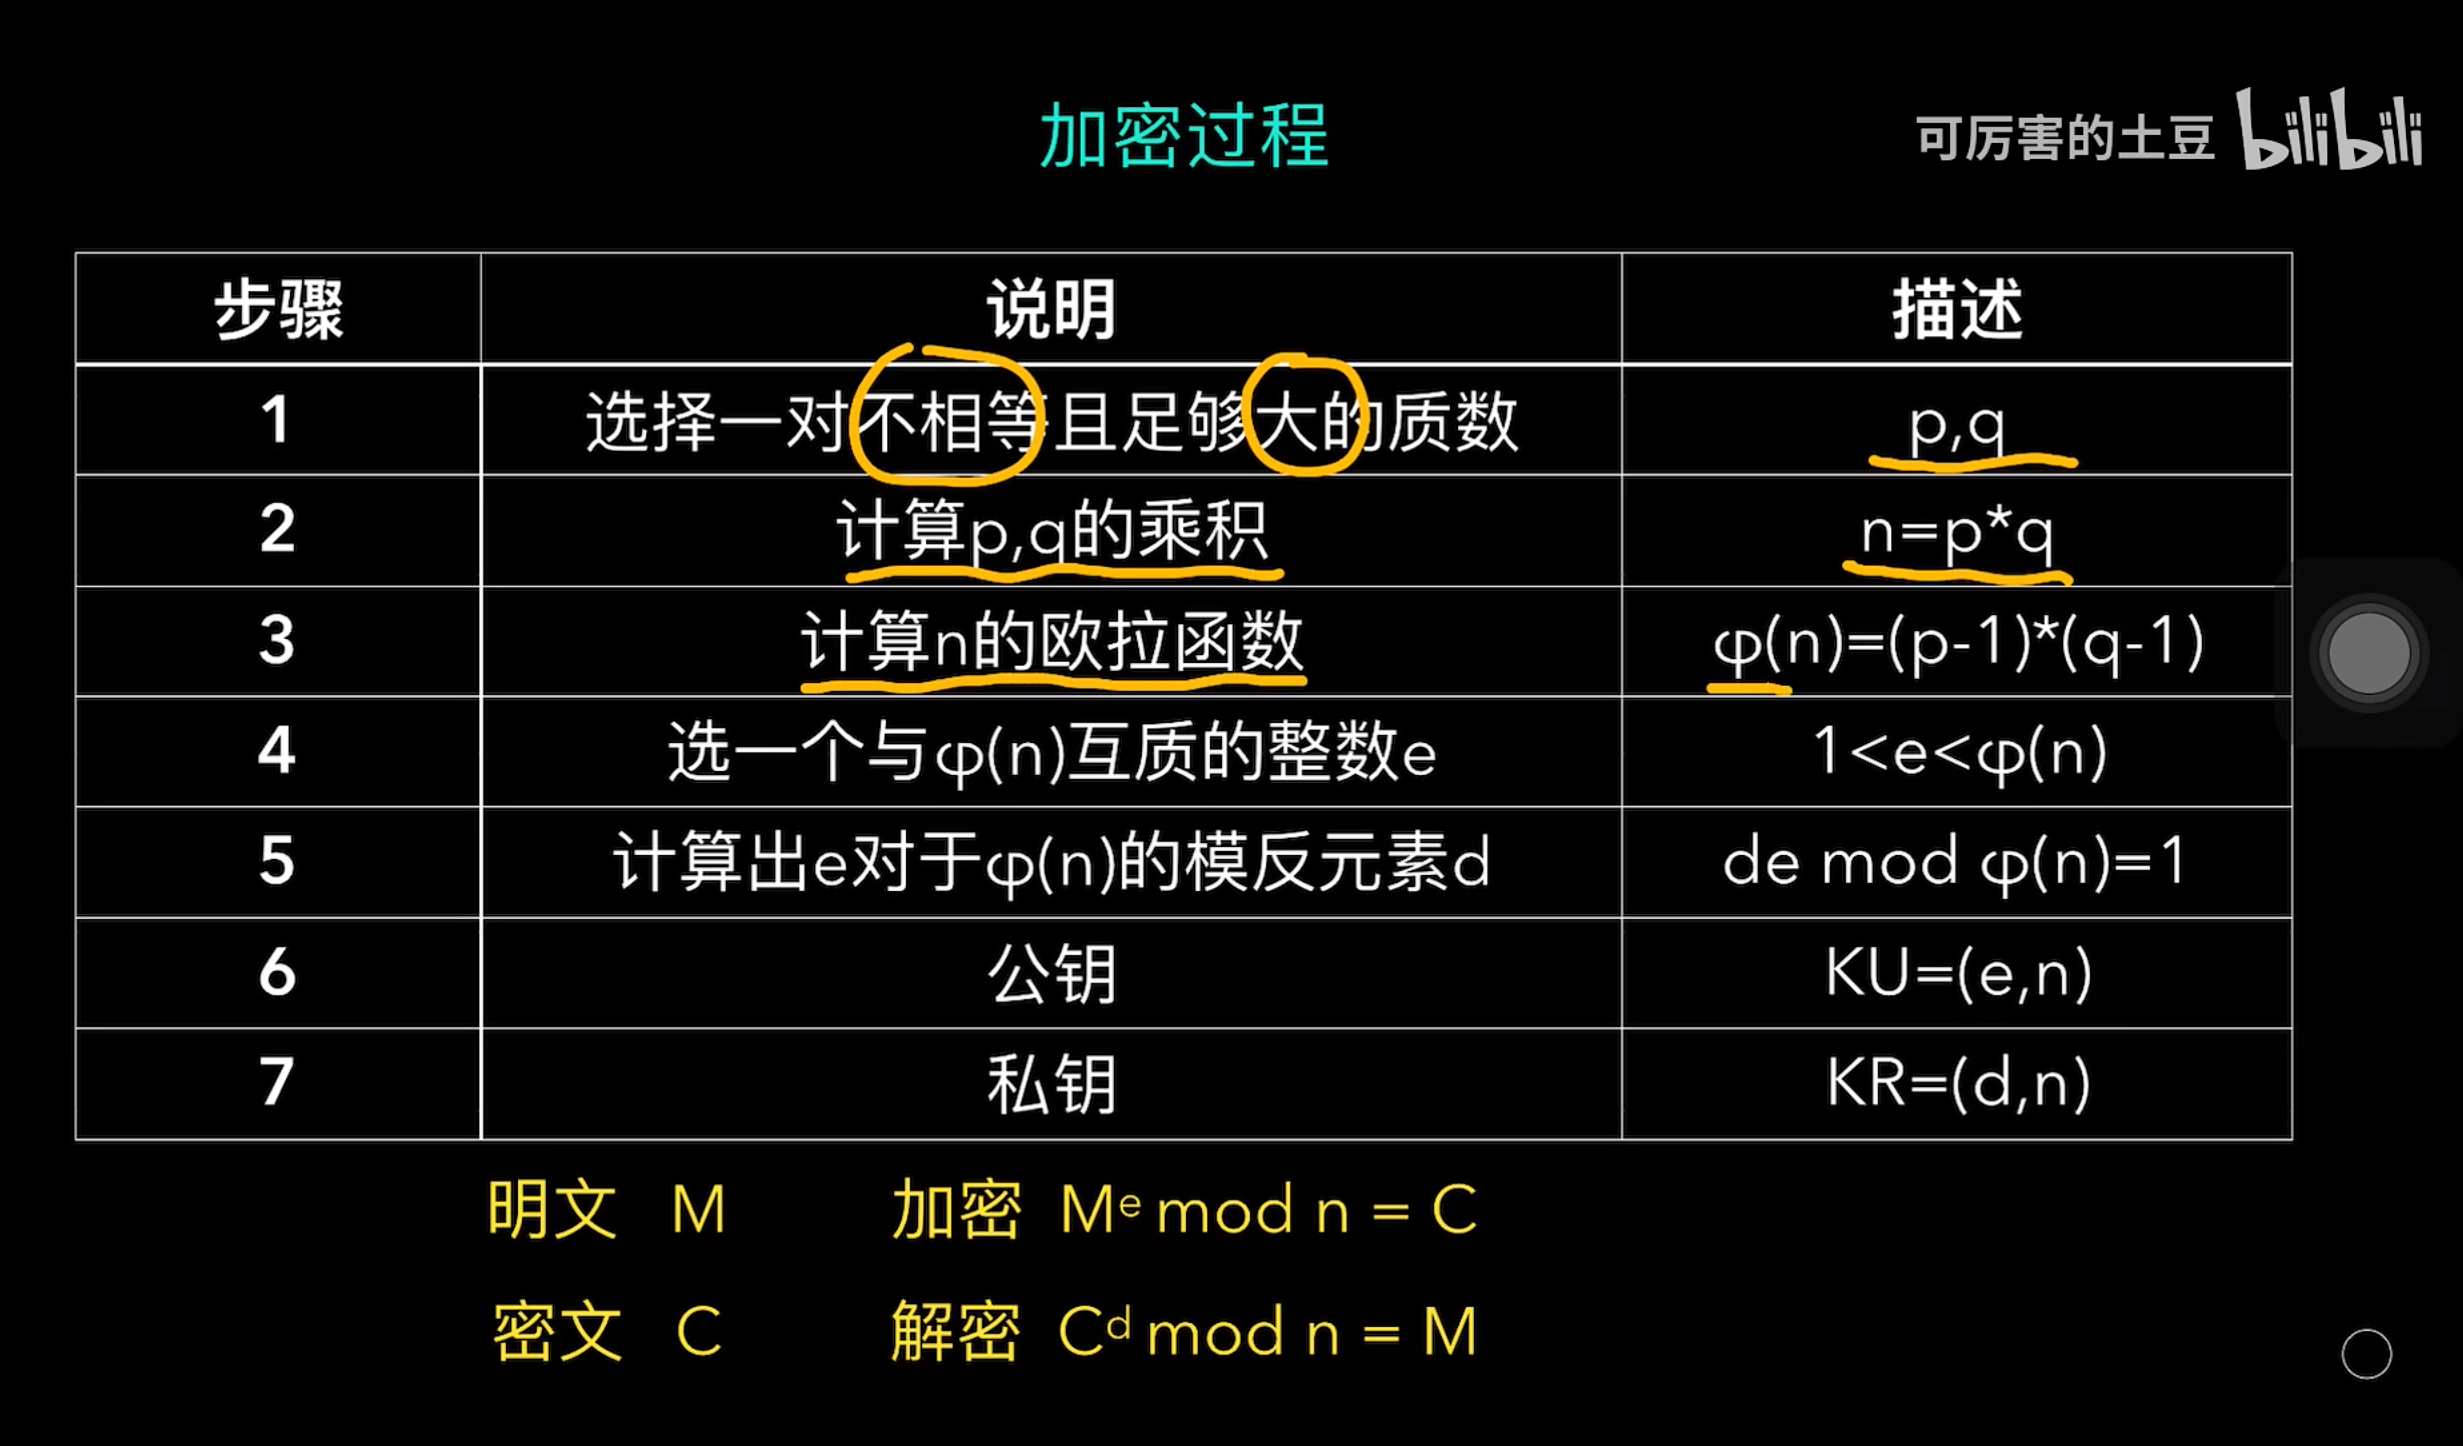 加密过程
可厉害的土豆 bilibili
步骤 说明 描述
1 选择一对不相等且足够大的质数 p,q
2 计算p,q的乘积 n=p*q
3 计算n的欧拉函数 φ(n)=(p-1)*(q-1)
4 选一个与φ(n)互质的整数e 1<e<φ(n)
5 计算出e对于φ(n)的模反元素d de mod φ(n)=1
6 公钥 KU=(e,n)
7 私钥 KR=(d,n)
明文 M 加密 Mᵉ mod n = C
密文 C 解密 Cᵈ mod n = M